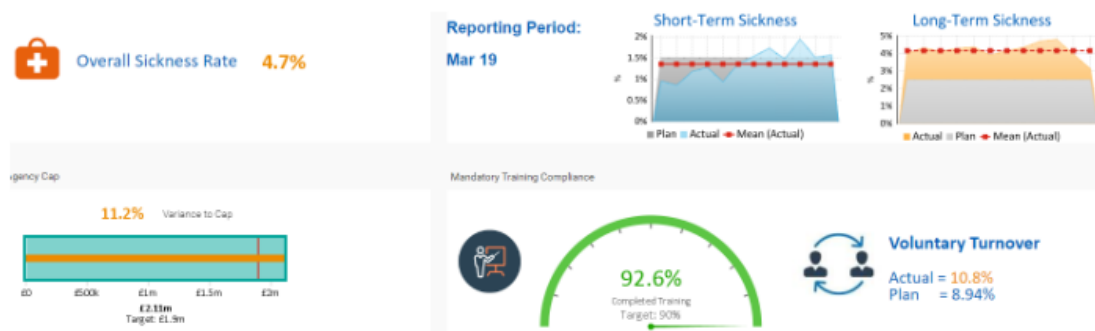 Overall Sickness Rate 4.7%
Reporting Period:
Mar 19
Short-Term Sickness
2%
1.5%
1%
0.5%
0%
%
Plan Actual Mean (Actual)
Long-Term Sickness
5%
4%
3%
2%
1%
0%
%
Actual Plan Mean (Actual)
gency Cap
11.2% Variance to Cap
£0 £500k £1m £1.5m £2m
£2.11m
Target: £1.9m
Mandatory Training Compliance
92.6%
Completed Training
Target: 90%
Voluntary Turnover
Actual = 10.8%
Plan = 8.94%